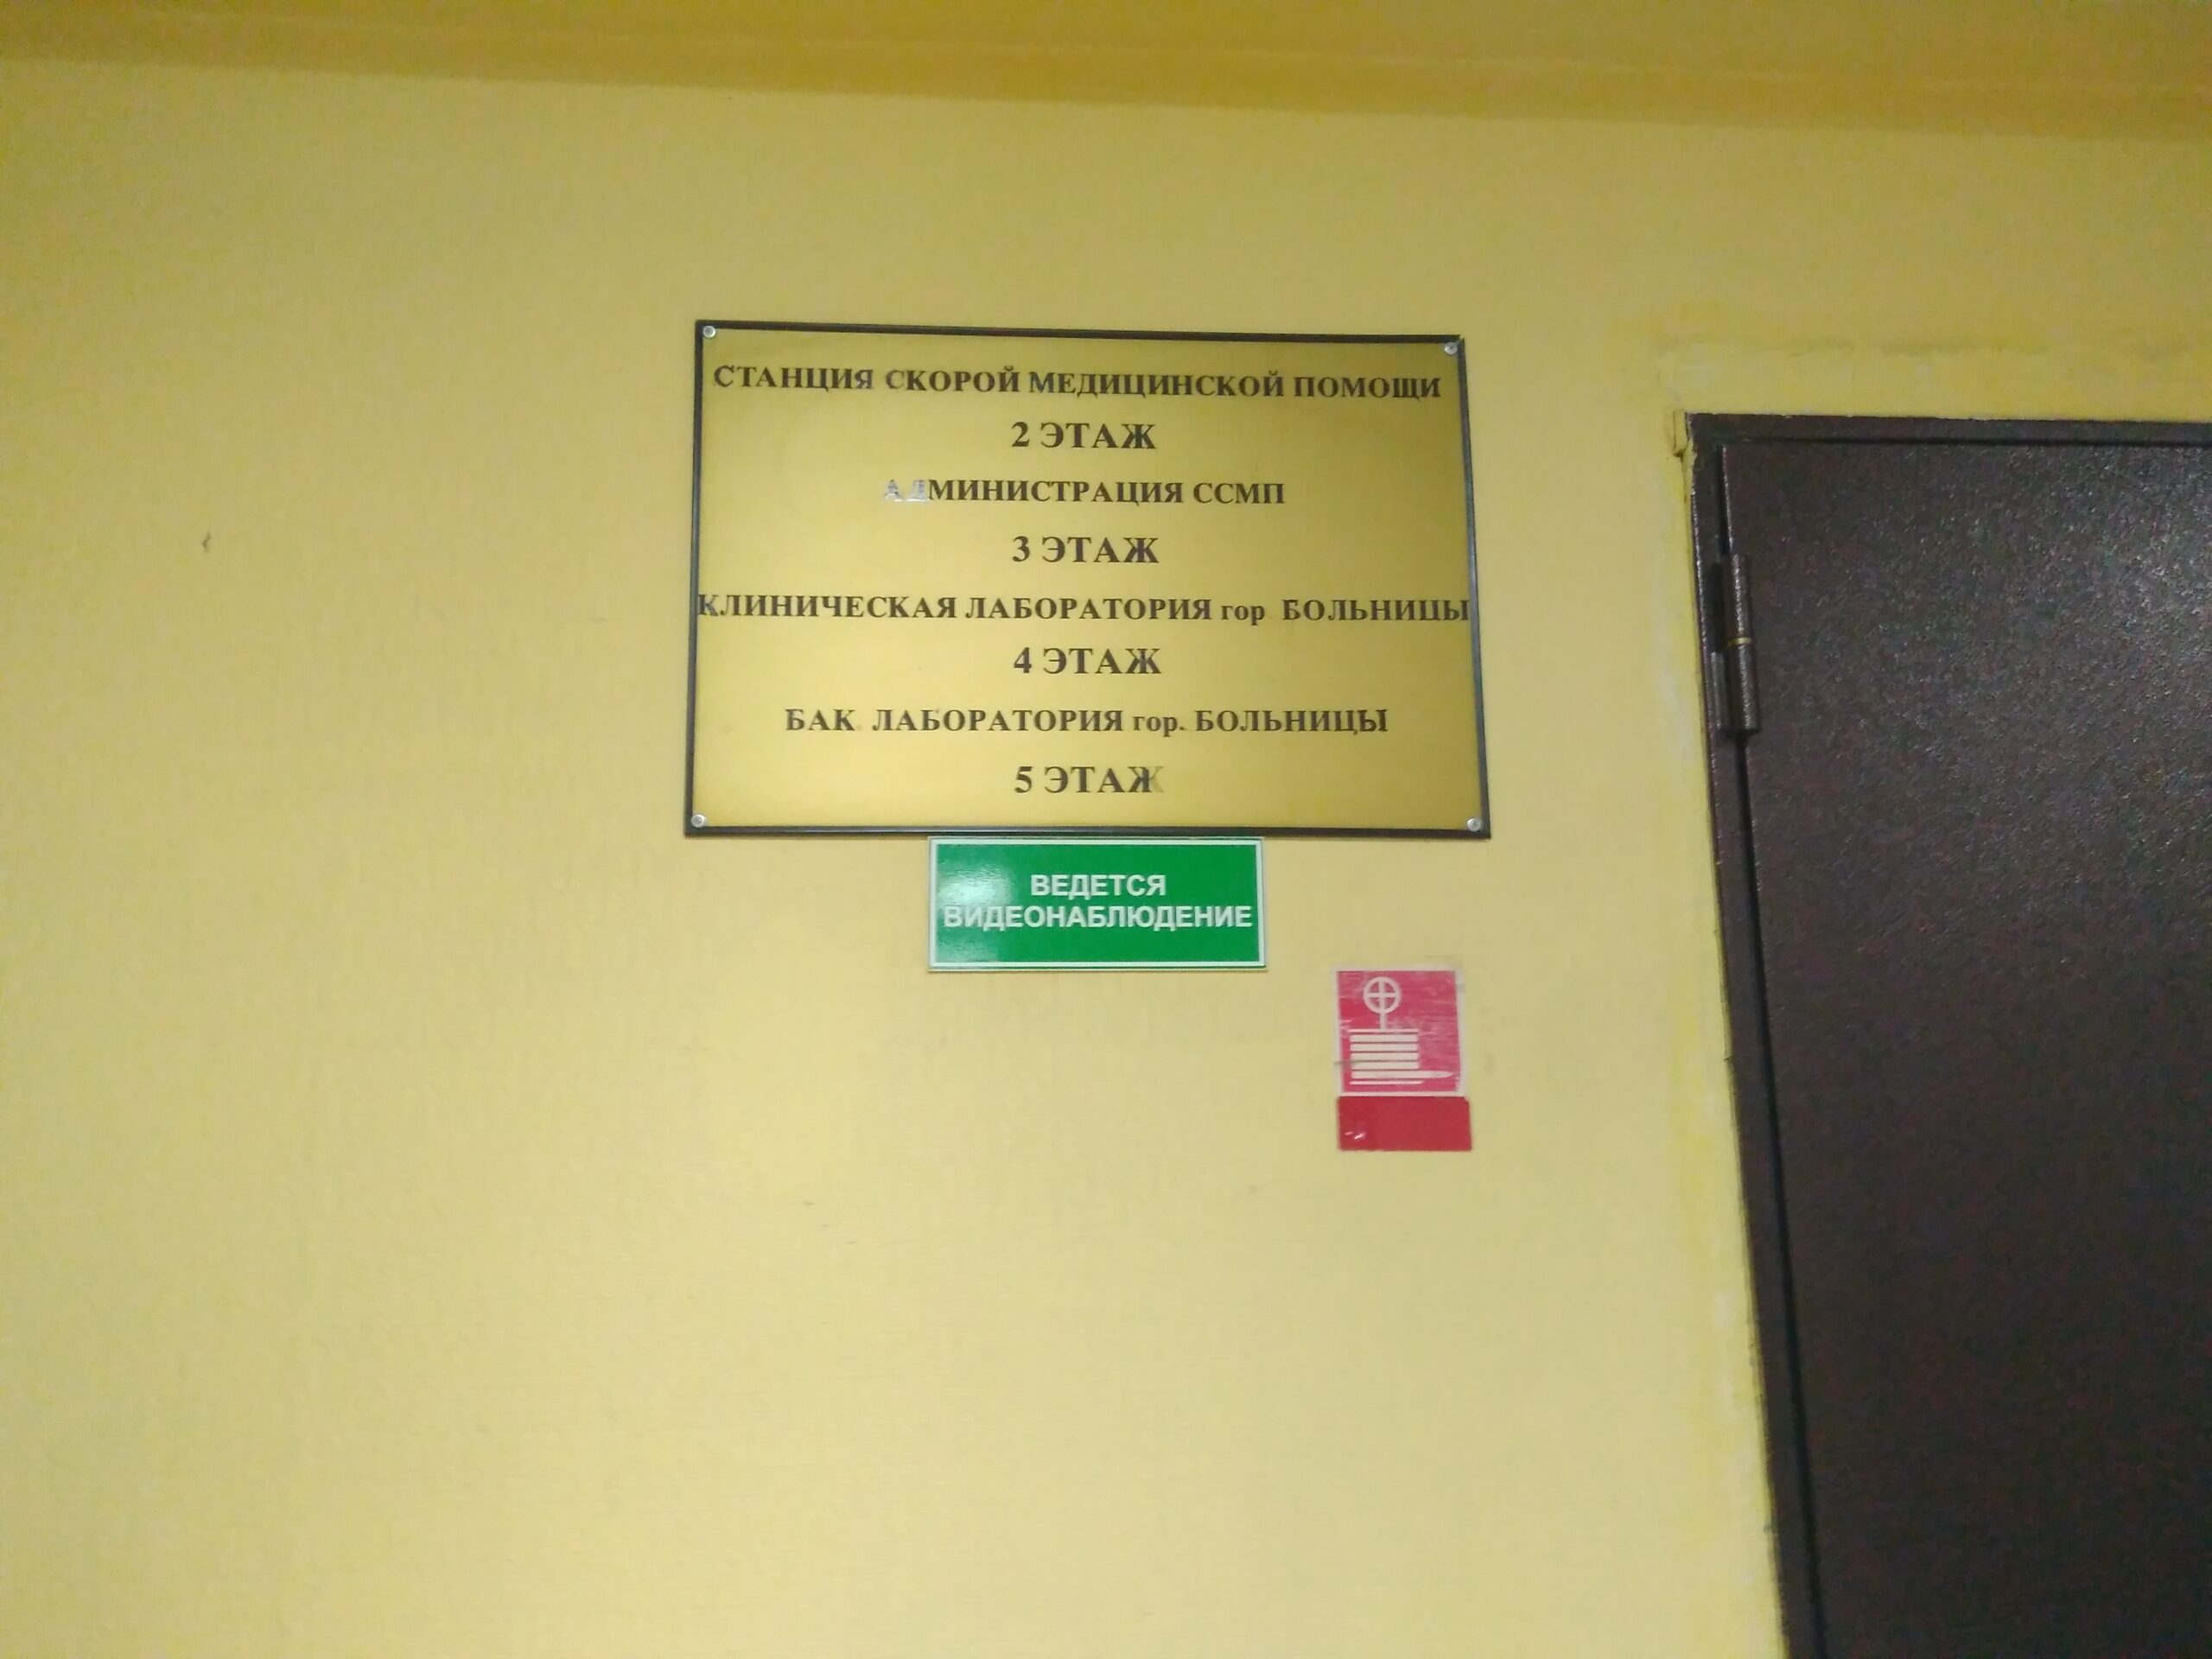 СТАНЦИЯ СКОРОЙ МЕДИЦИНСКОЙ ПОМОЩИ
2 ЭТАЖ
АДМИНИСТРАЦИЯ ССМП
3 ЭТАЖ
КЛИНИЧЕСКАЯ ЛАБОРАТОРИЯ гор БОЛЬНИЦЫ
4 ЭТАЖ
БАК ЛАБОРАТОРИЯ гор. БОЛЬНИЦЫ
5 ЭТАЖ
ВЕДЕТСЯ
ВИДЕОНАБЛЮДЕНИЕ